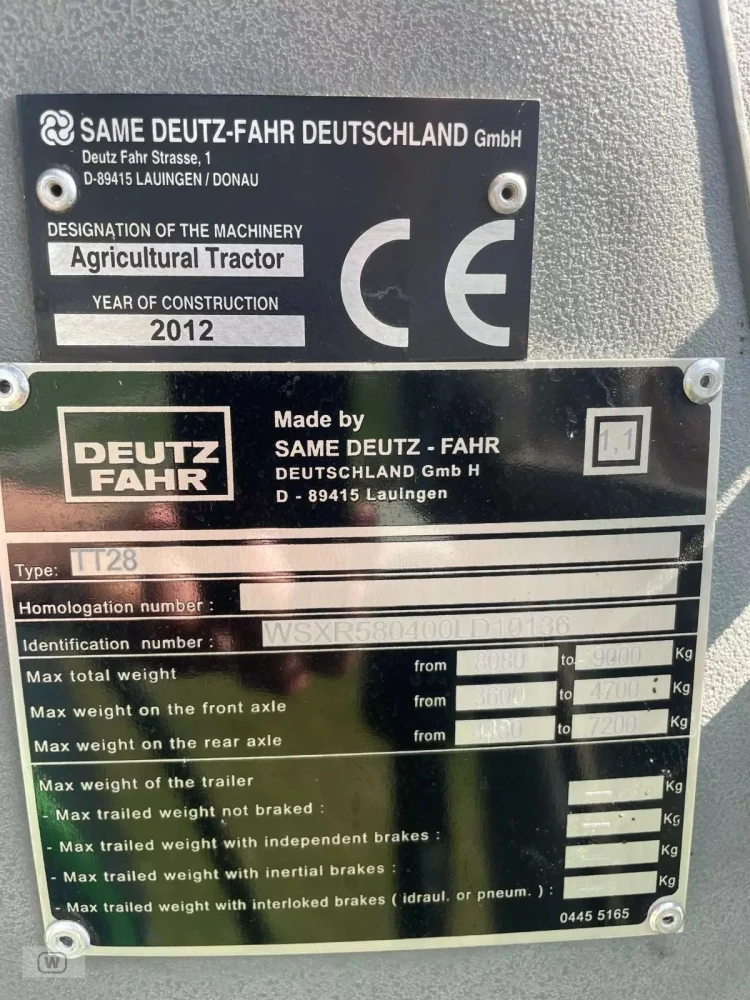 SAME DEUTZ-FAHR DEUTSCHLAND GmbH
Deutz Fahr Strasse, 1
D-89415 LAUINGEN / DONAU
DESIGNATION OF THE MACHINERY
Agricultural Tractor
YEAR OF CONSTRUCTION
2012
CE
DEUTZ
FAHR
Made by
SAME DEUTZ - FAHR
DEUTSCHLAND Gmb H
D - 89415 Lauingen
1,1
Type: TT28
Homologation number :
Identification number : WSXR580400LD10136
Max total weight from 8080 to 9000 Kg
Max weight on the front axle from 3600 to 4700 Kg
Max weight on the rear axle from to 7200 Kg
Max weight of the trailer
- Max trailed weight not braked : Kg
- Max trailed weight with independent brakes : Kg
- Max trailed weight with inertial brakes : Kg
- Max trailed weight with interloked brakes ( idraul. or pneum. ) : Kg
0445 5165
W